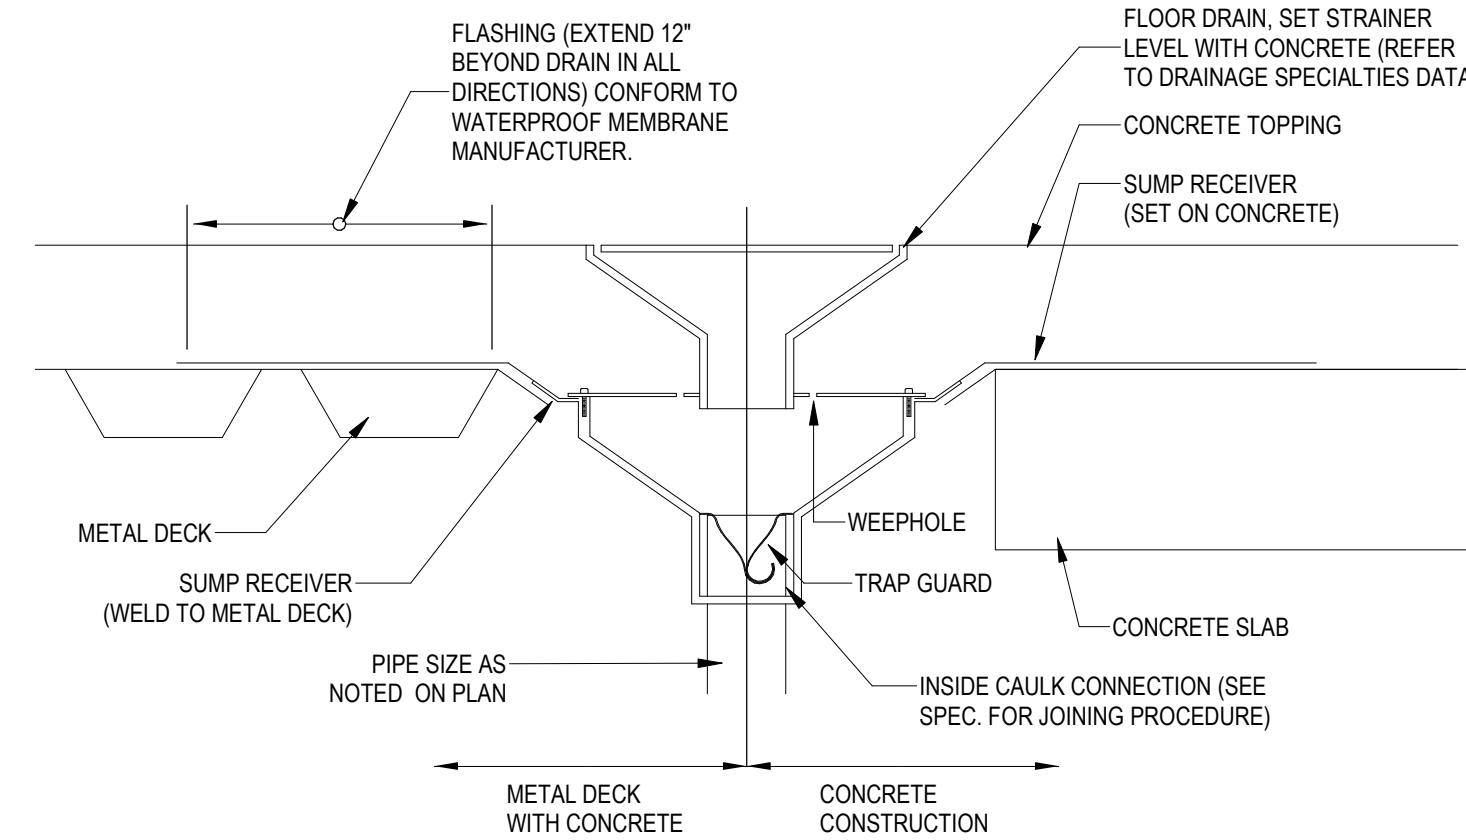 FLASHING (EXTEND 12"
BEYOND DRAIN IN ALL
DIRECTIONS) CONFORM TO
WATERPROOF MEMBRANE
MANUFACTURER.
FLOOR DRAIN, SET STRAINER
LEVEL WITH CONCRETE (REFER
TO DRAINAGE SPECIALTIES DATA
CONCRETE TOPPING
SUMP RECEIVER
(SET ON CONCRETE)
METAL DECK
SUMP RECEIVER
(WELD TO METAL DECK)
PIPE SIZE AS
NOTED ON PLAN
WEEPHOLE
TRAP GUARD
CONCRETE SLAB
INSIDE CAULK CONNECTION (SEE
SPEC. FOR JOINING PROCEDURE)
METAL DECK
WITH CONCRETE
CONCRETE
CONSTRUCTION